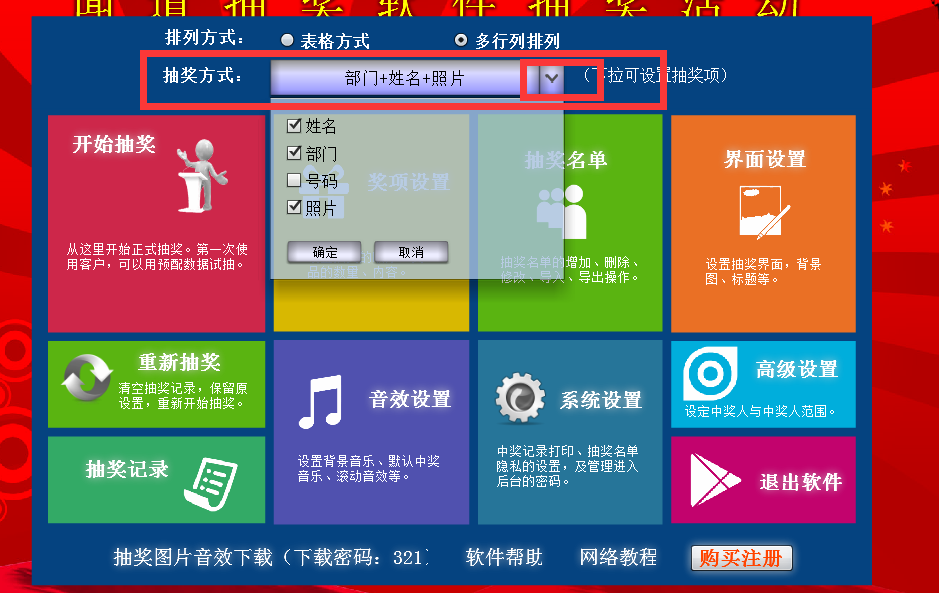 闻道抽奖软件抽奖活动
排列方式： 表格方式 多行列排列
抽奖方式： 部门+姓名+照片 （下拉可设置抽奖项）
姓名
部门
号码
照片
确定 取消
开始抽奖
从这里开始正式抽奖。第一次使
用客户，可以用预配数据试抽。
奖项设置
品的数量、内容。
抽奖名单
抽奖名单的增加、删除、
修改、导入、导出操作。
界面设置
设置抽奖界面，背景
图、标题等。
重新抽奖
清空抽奖记录，保留原
设置，重新开始抽奖。
抽奖记录
音效设置
设置背景音乐、默认中奖
音乐、滚动音效等。
系统设置
中奖记录打印、抽奖名单
隐私的设置，及管理进入
后台的密码。
高级设置
设定中奖人与中奖人范围。
退出软件
抽奖图片音效下载（下载密码：321） 软件帮助 网络教程 购买注册